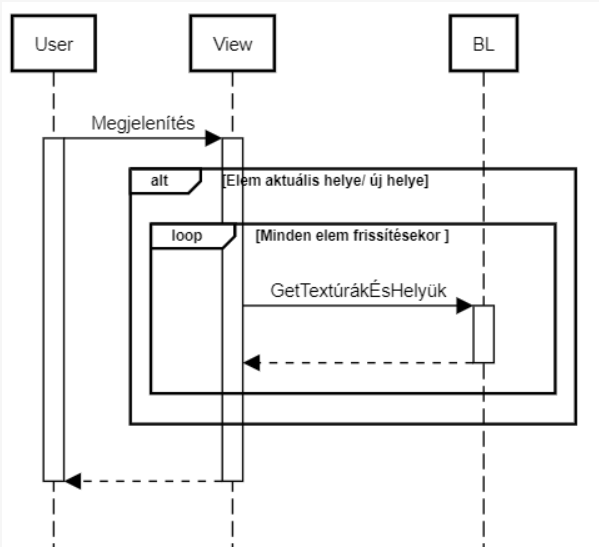 User
View
BL
Megjelenítés
alt
[Elem aktuális helye/ új helye]
loop
[Minden elem frissítésekor ]
GetTextúrákÉsHelyük